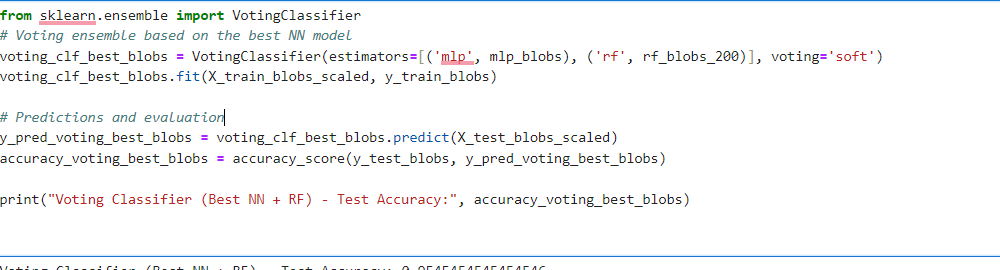 from sklearn.ensemble import VotingClassifier
# Voting ensemble based on the best NN model
voting_clf_best_blobs = VotingClassifier(estimators=[('mlp', mlp_blobs), ('rf', rf_blobs_200)], voting='soft')
voting_clf_best_blobs.fit(X_train_blobs_scaled, y_train_blobs)
# Predictions and evaluation
y_pred_voting_best_blobs = voting_clf_best_blobs.predict(X_test_blobs_scaled)
accuracy_voting_best_blobs = accuracy_score(y_test_blobs, y_pred_voting_best_blobs)
print("Voting Classifier (Best NN + RF) - Test Accuracy:", accuracy_voting_best_blobs)
Voting Classifier (Best NN + RF) - Test Accuracy: